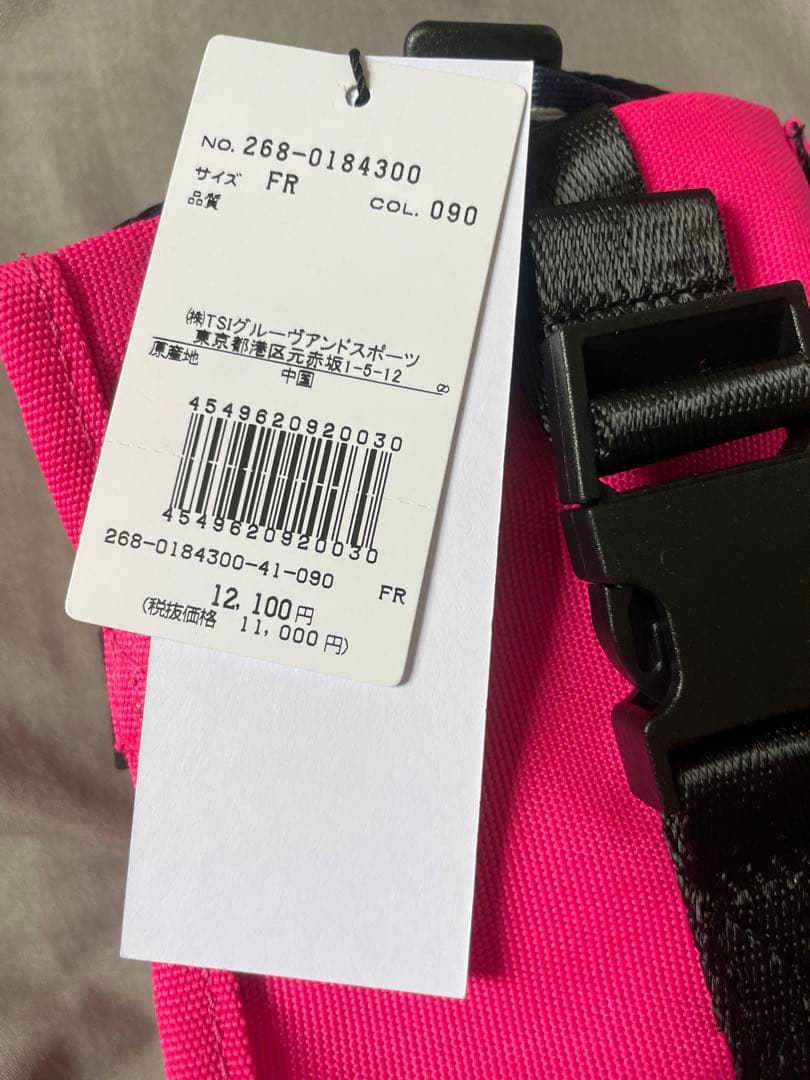 NO. 268-0184300
サイズ FR
品質 COL. 090
㈱TSIグルーヴアンドスポーツ
東京都港区元赤坂1-5-12
原産地 中国 ∞
4549620920030
4549620920030
268-0184300-41-090 FR
12,100円
(税抜価格 11,000円)